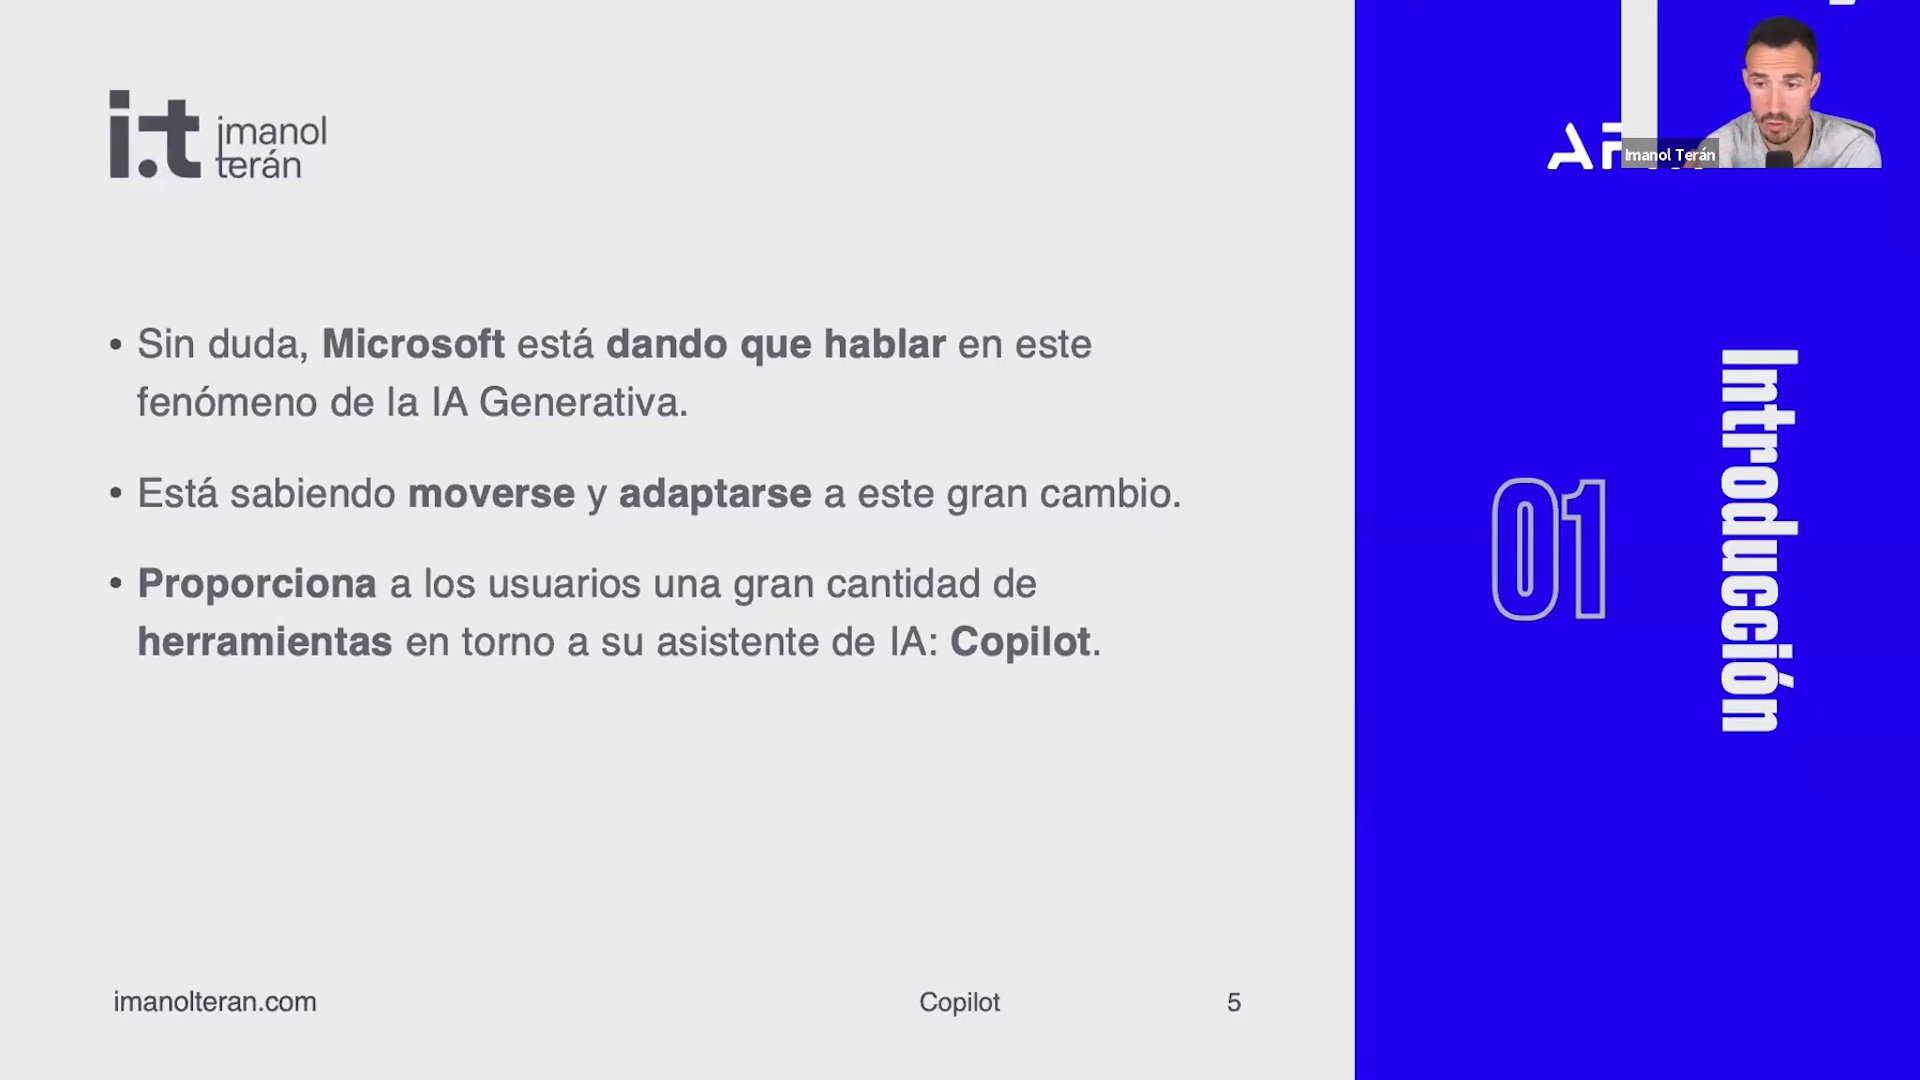 i.t imanol
terán
• Sin duda, Microsoft está dando que hablar en este
fenómeno de la IA Generativa.
• Está sabiendo moverse y adaptarse a este gran cambio.
• Proporciona a los usuarios una gran cantidad de
herramientas en torno a su asistente de IA: Copilot.
imanolteran.com
Copilot
5
01
Introducción
Imanol Terán